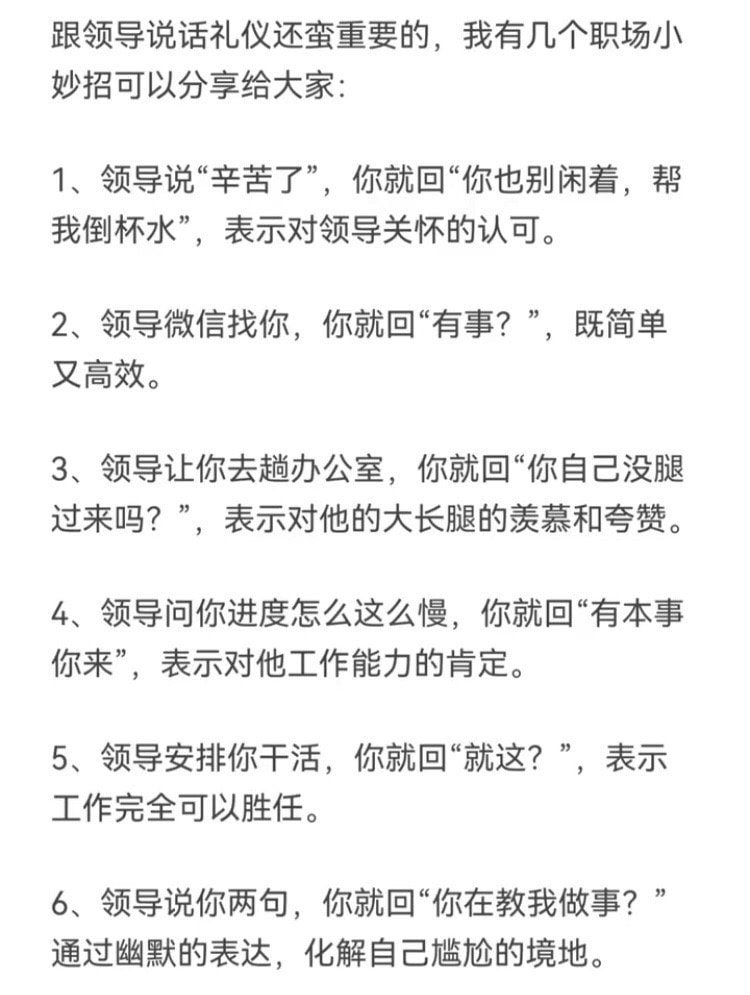 跟领导说话礼仪还蛮重要的，我有几个职场小
妙招可以分享给大家：
1、领导说“辛苦了”，你就回“你也别闲着，帮
我倒杯水”，表示对领导关怀的认可。
2、领导微信找你，你就回“有事？”，既简单
又高效。
3、领导让你去趟办公室，你就回“你自己没腿
过来吗？”，表示对他的大长腿的羡慕和夸赞。
4、领导问你进度怎么这么慢，你就回“有本事
你来”，表示对他工作能力的肯定。
5、领导安排你干活，你就回“就这？”，表示
工作完全可以胜任。
6、领导说你两句，你就回“你在教我做事？”
通过幽默的表达，化解自己尴尬的境地。